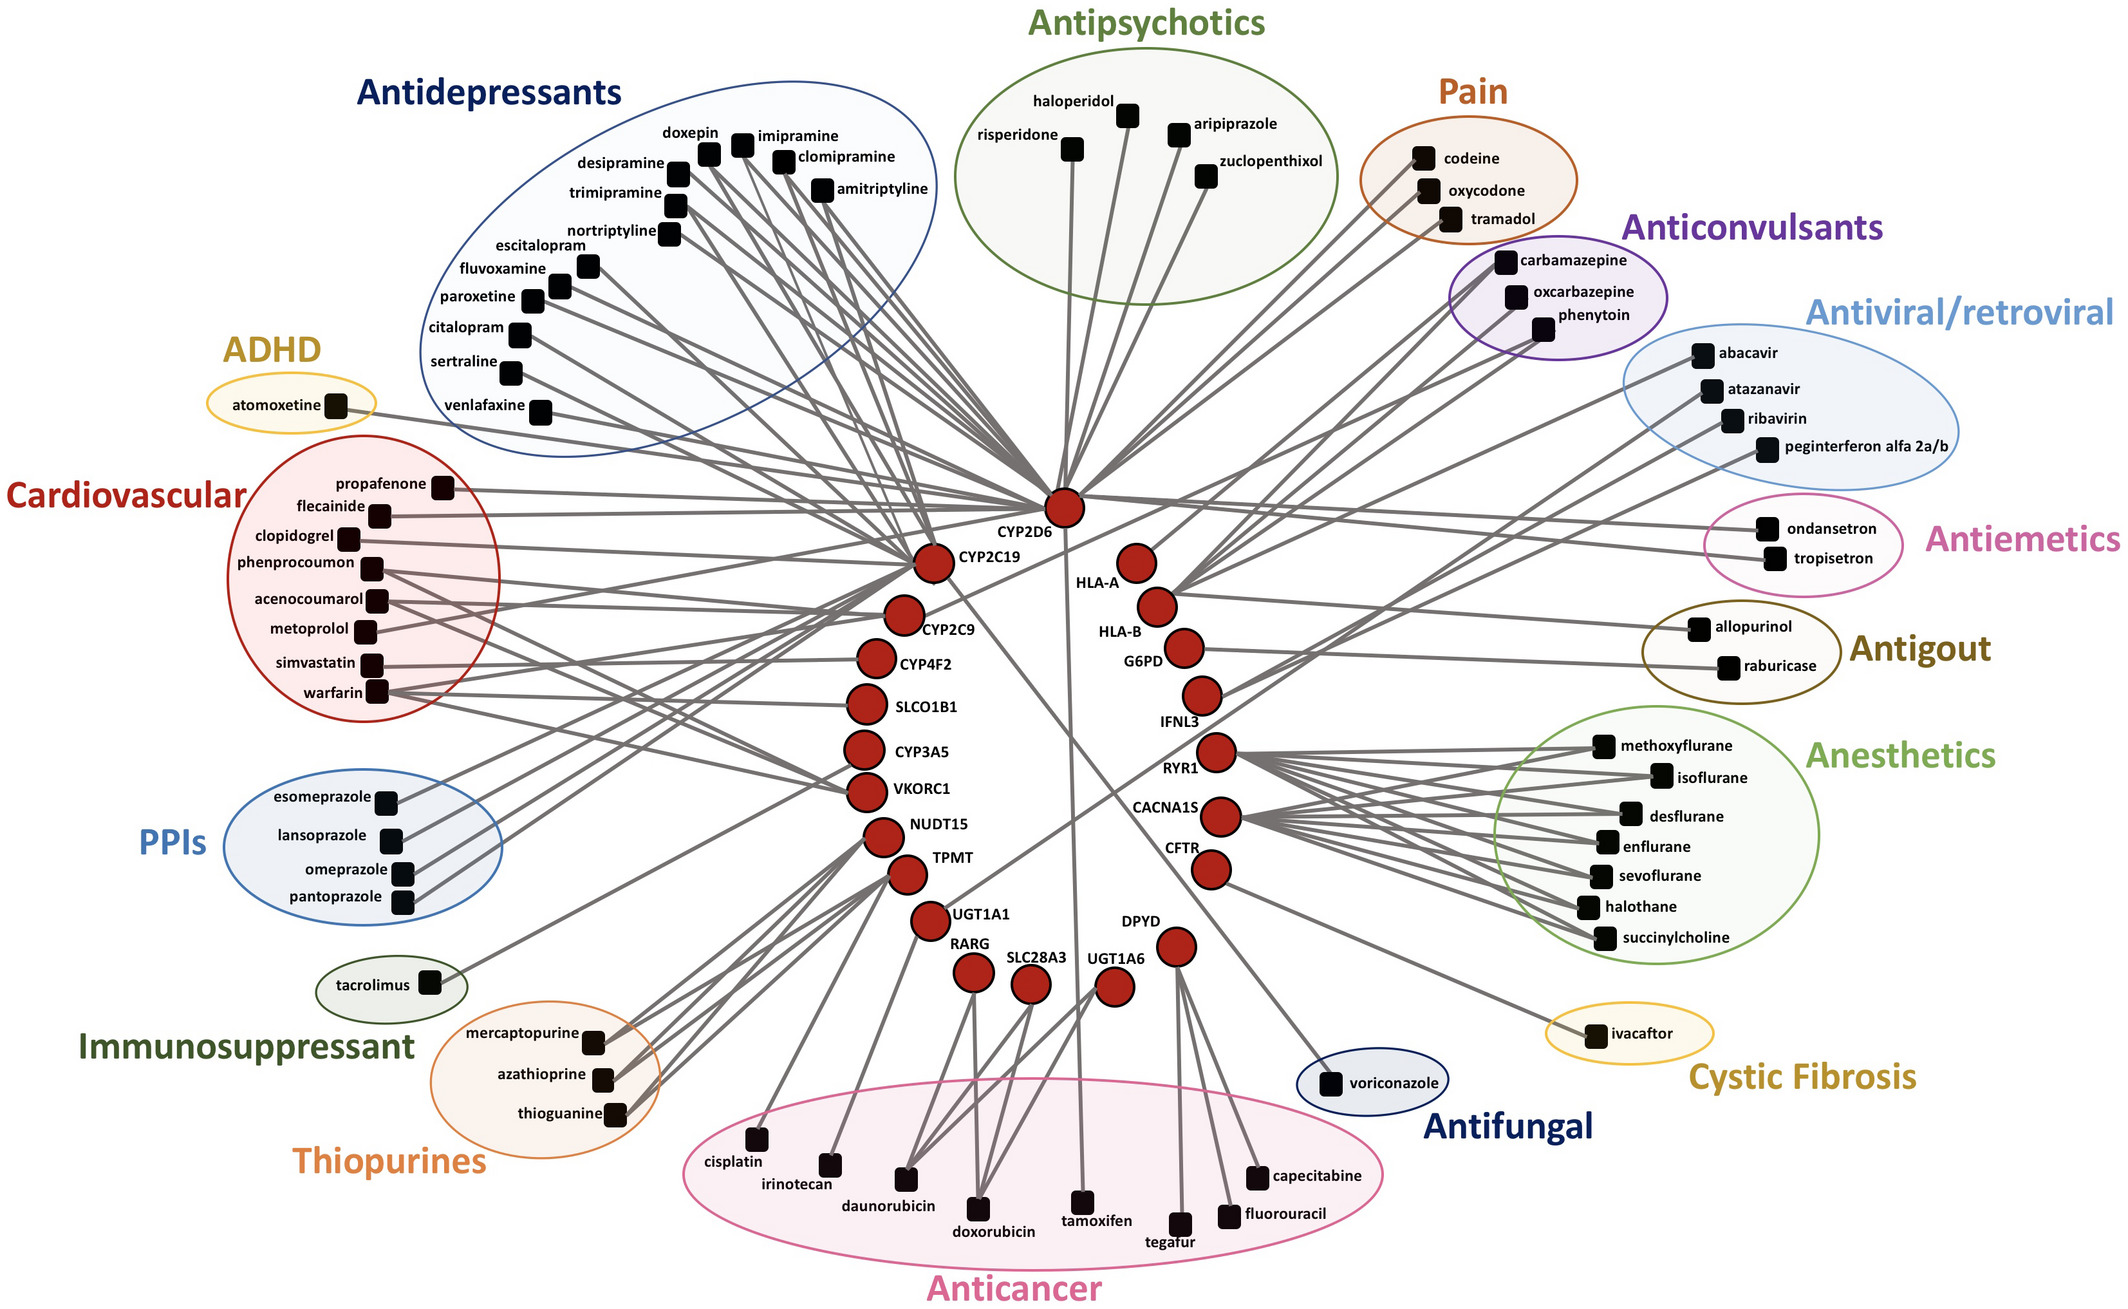 Antipsychotics
haloperidol
risperidone
aripiprazole
zuclopenthixol
Antidepressants
doxepin
imipramine
clomipramine
desipramine
amitriptyline
trimipramine
nortriptyline
escitalopram
fluvoxamine
paroxetine
citalopram
sertraline
venlafaxine
Pain
codeine
oxycodone
tramadol
Anticonvulsants
carbamazepine
oxcarbazepine
phenytoin
Antiviral/retroviral
abacavir
atazanavir
ribavirin
peginterferon alfa 2a/b
ADHD
atomoxetine
Cardiovascular
propafenone
flecainide
clopidogrel
phenprocoumon
acenocoumarol
metoprolol
simvastatin
warfarin
Antiemetics
ondansetron
tropisetron
Antigout
allopurinol
raburicase
CYP2D6
CYP2C19
CYP2C9
CYP4F2
SLCO1B1
CYP3A5
VKORC1
NUDT15
TPMT
UGT1A1
RARG
SLC28A3
UGT1A6
DPYD
HLA-A
HLA-B
G6PD
IFNL3
RYR1
CACNA1S
CFTR
Anesthetics
methoxyflurane
isoflurane
desflurane
enflurane
sevoflurane
halothane
succinylcholine
PPIs
esomeprazole
lansoprazole
omeprazole
pantoprazole
tacrolimus
Immunosuppressant
mercaptopurine
azathioprine
thioguanine
Thiopurines
ivacaftor
Cystic Fibrosis
voriconazole
Antifungal
cisplatin
irinotecan
daunorubicin
doxorubicin
tamoxifen
tegafur
fluorouracil
capecitabine
Anticancer